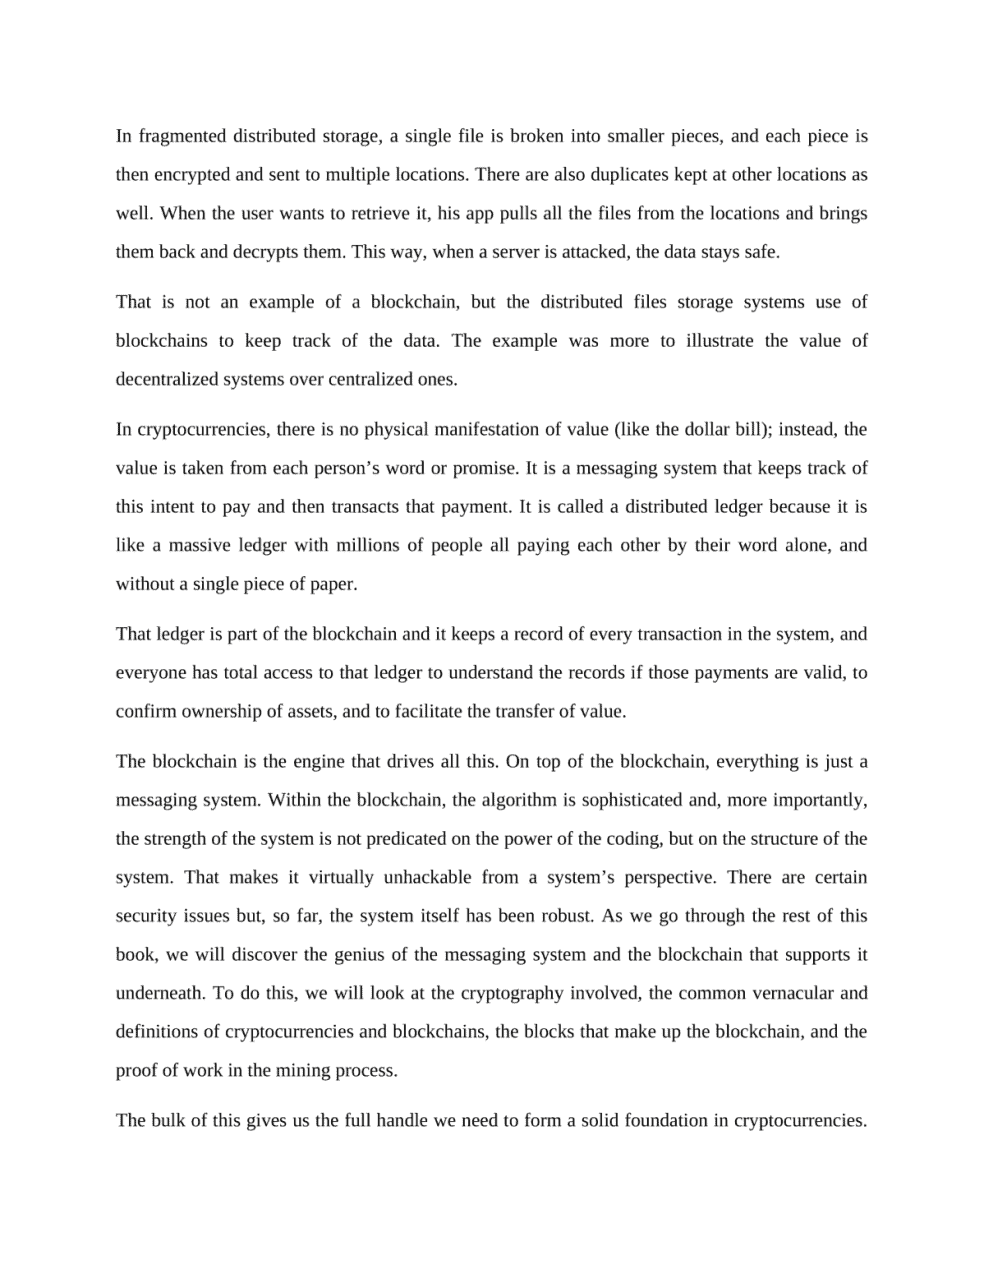 In fragmented distributed storage, a single file is broken into smaller pieces, and each piece is
then encrypted and sent to multiple locations. There are also duplicates kept at other locations as
well. When the user wants to retrieve it, his app pulls all the files from the locations and brings
them back and decrypts them. This way, when a server is attacked, the data stays safe.
That is not an example of a blockchain, but the distributed files storage systems use of
blockchains to keep track of the data. The example was more to illustrate the value of
decentralized systems over centralized ones.
In cryptocurrencies, there is no physical manifestation of value (like the dollar bill); instead, the
value is taken from each person’s word or promise. It is a messaging system that keeps track of
this intent to pay and then transacts that payment. It is called a distributed ledger because it is
like a massive ledger with millions of people all paying each other by their word alone, and
without a single piece of paper.
That ledger is part of the blockchain and it keeps a record of every transaction in the system, and
everyone has total access to that ledger to understand the records if those payments are valid, to
confirm ownership of assets, and to facilitate the transfer of value.
The blockchain is the engine that drives all this. On top of the blockchain, everything is just a
messaging system. Within the blockchain, the algorithm is sophisticated and, more importantly,
the strength of the system is not predicated on the power of the coding, but on the structure of the
system. That makes it virtually unhackable from a system’s perspective. There are certain
security issues but, so far, the system itself has been robust. As we go through the rest of this
book, we will discover the genius of the messaging system and the blockchain that supports it
underneath. To do this, we will look at the cryptography involved, the common vernacular and
definitions of cryptocurrencies and blockchains, the blocks that make up the blockchain, and the
proof of work in the mining process.
The bulk of this gives us the full handle we need to form a solid foundation in cryptocurrencies.